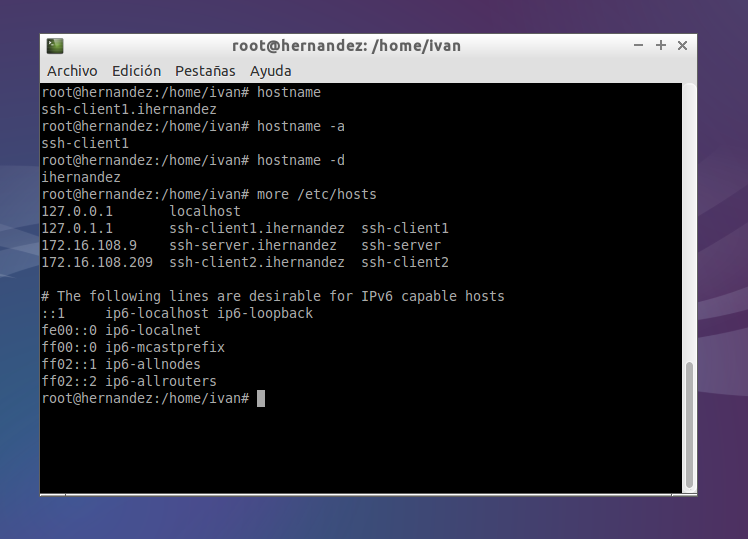 root@hernandez: /home/ivan
Archivo Edición Pestañas Ayuda
root@hernandez:/home/ivan# hostname
ssh-client1.ihernandez
root@hernandez:/home/ivan# hostname -a
ssh-client1
root@hernandez:/home/ivan# hostname -d
ihernandez
root@hernandez:/home/ivan# more /etc/hosts
127.0.0.1       localhost
127.0.1.1       ssh-client1.ihernandez  ssh-client1
172.16.108.9    ssh-server.ihernandez   ssh-server
172.16.108.209  ssh-client2.ihernandez  ssh-client2

# The following lines are desirable for IPv6 capable hosts
::1     ip6-localhost ip6-loopback
fe00::0 ip6-localnet
ff00::0 ip6-mcastprefix
ff02::1 ip6-allnodes
ff02::2 ip6-allrouters
root@hernandez:/home/ivan#